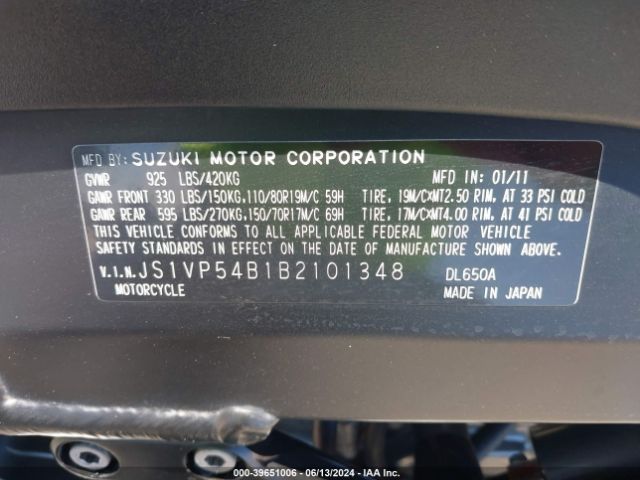 MFD BY: SUZUKI MOTOR CORPORATION
GVWR 925 LBS/420KG MFD IN: 01/11
GAWR FRONT 330 LBS/150KG, 110/80R19M/C 59H TIRE, 19M/C×MT2.50 RIM, AT 33 PSI COLD
GAWR REAR 595 LBS/270KG, 150/70R17M/C 69H TIRE, 17M/C×MT4.00 RIM, AT 41 PSI COLD
THIS VEHICLE CONFORMS TO ALL APPLICABLE FEDERAL MOTOR VEHICLE
SAFETY STANDARDS IN EFFECT ON THE DATE OF MANUFACTURE SHOWN ABOVE.
V.I.N. JS1VP54B1B2101348 DL650A
MOTORCYCLE MADE IN JAPAN
000-39651006 - 06/13/2024 - IAA Inc.